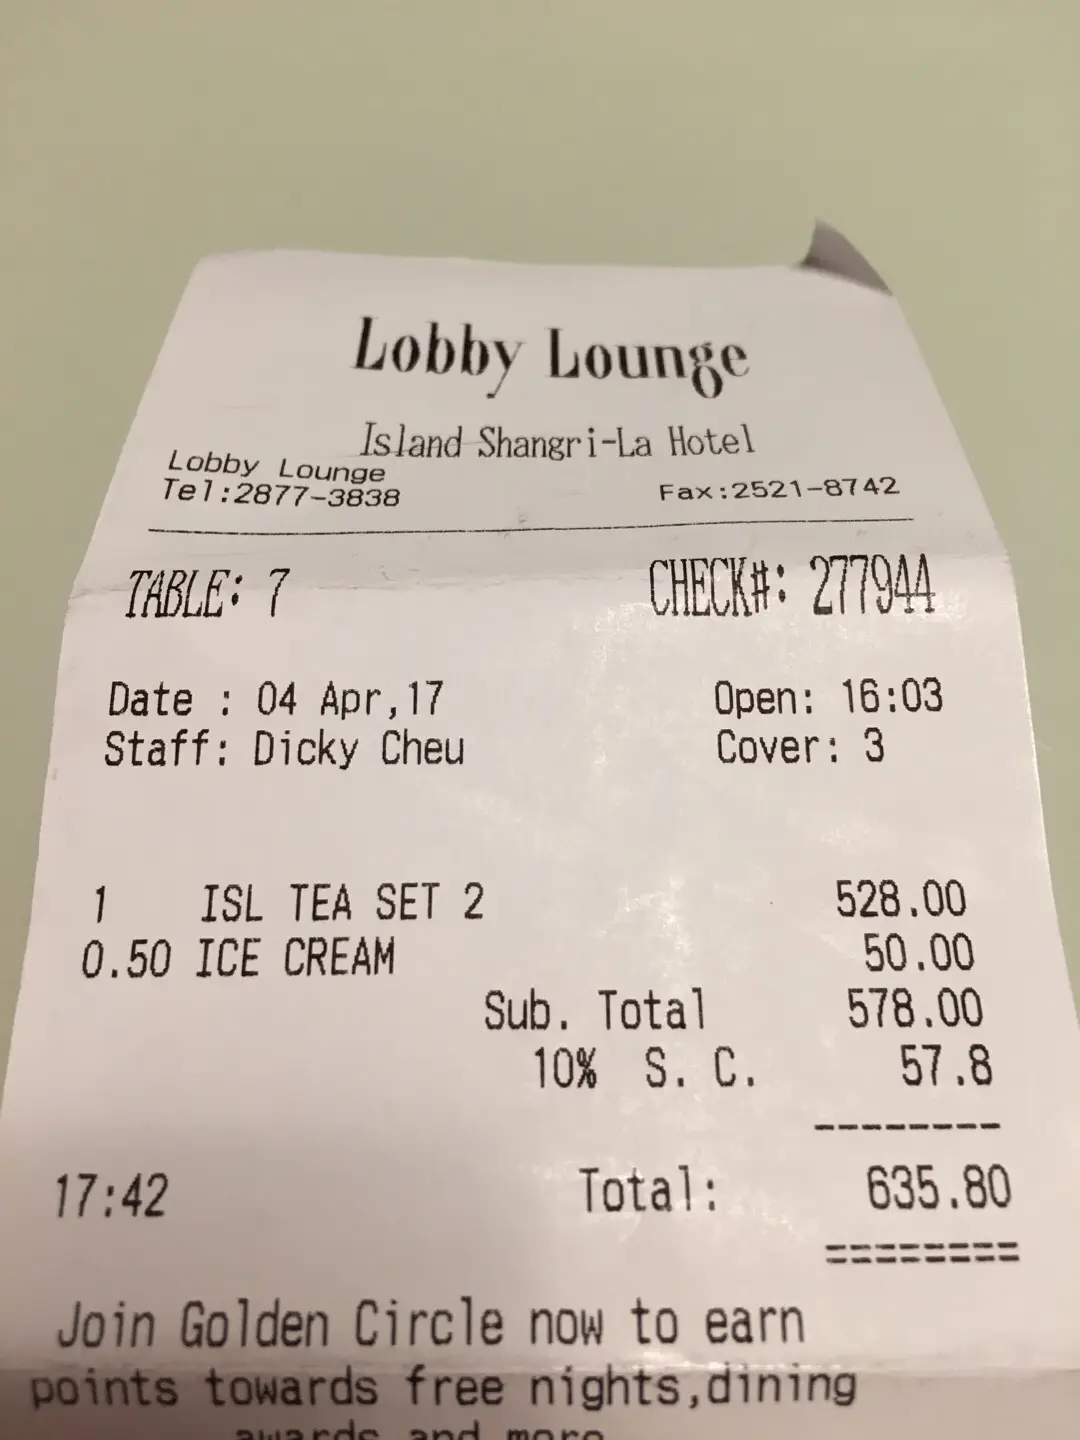 Lobby Lounge
Island Shangri-La Hotel
Lobby Lounge
Tel:2877-3838 Fax:2521-8742
TABLE: 7 CHECK#: 277944
Date : 04 Apr,17 Open: 16:03
Staff: Dicky Cheu Cover: 3
1 ISL TEA SET 2 528.00
0.50 ICE CREAM 50.00
Sub. Total 578.00
10% S. C. 57.8
--------
17:42 Total: 635.80
========
Join Golden Circle now to earn
points towards free nights,dining
awards and more